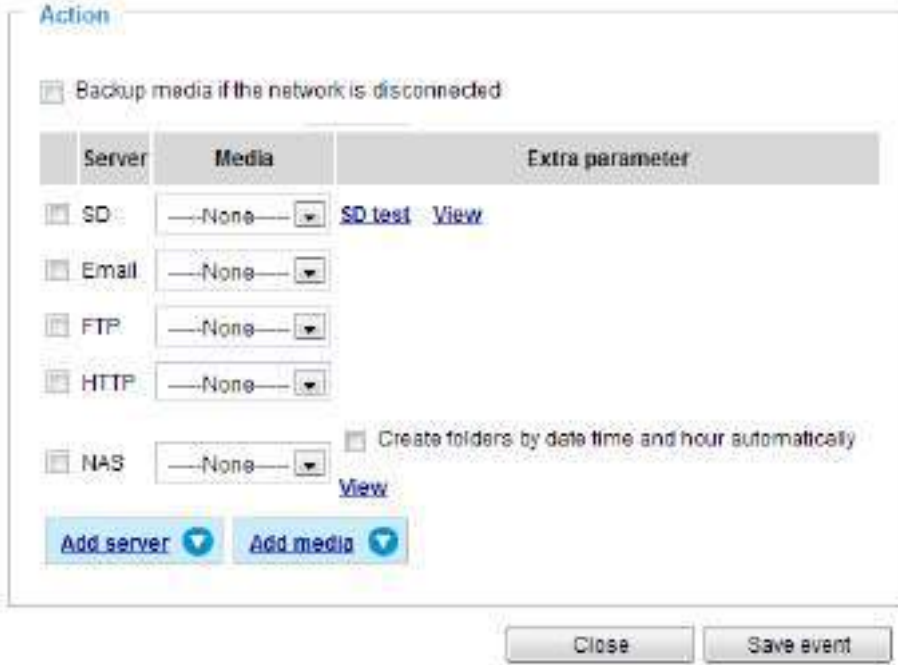 Action
Backup media if the network is disconnected
Server Media Extra parameter
SD -----None----- SD test View
Email -----None-----
FTP -----None-----
HTTP -----None-----
NAS -----None----- Create folders by date time and hour automatically
View
Add server Add media
Close Save event